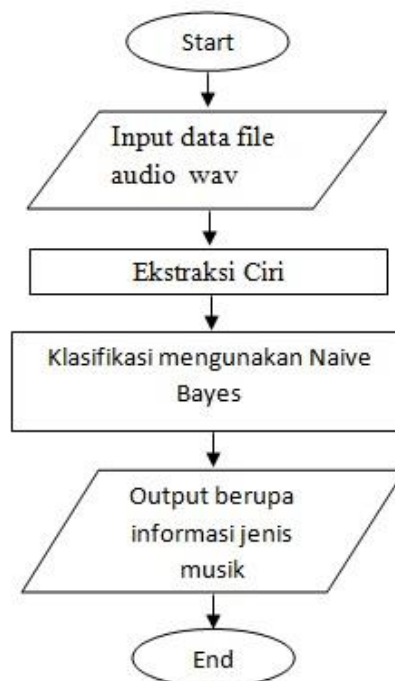 Start
Input data file
audio wav
Ekstraksi Ciri
Klasifikasi mengunakan Naive
Bayes
Output berupa
informasi jenis
musik
End